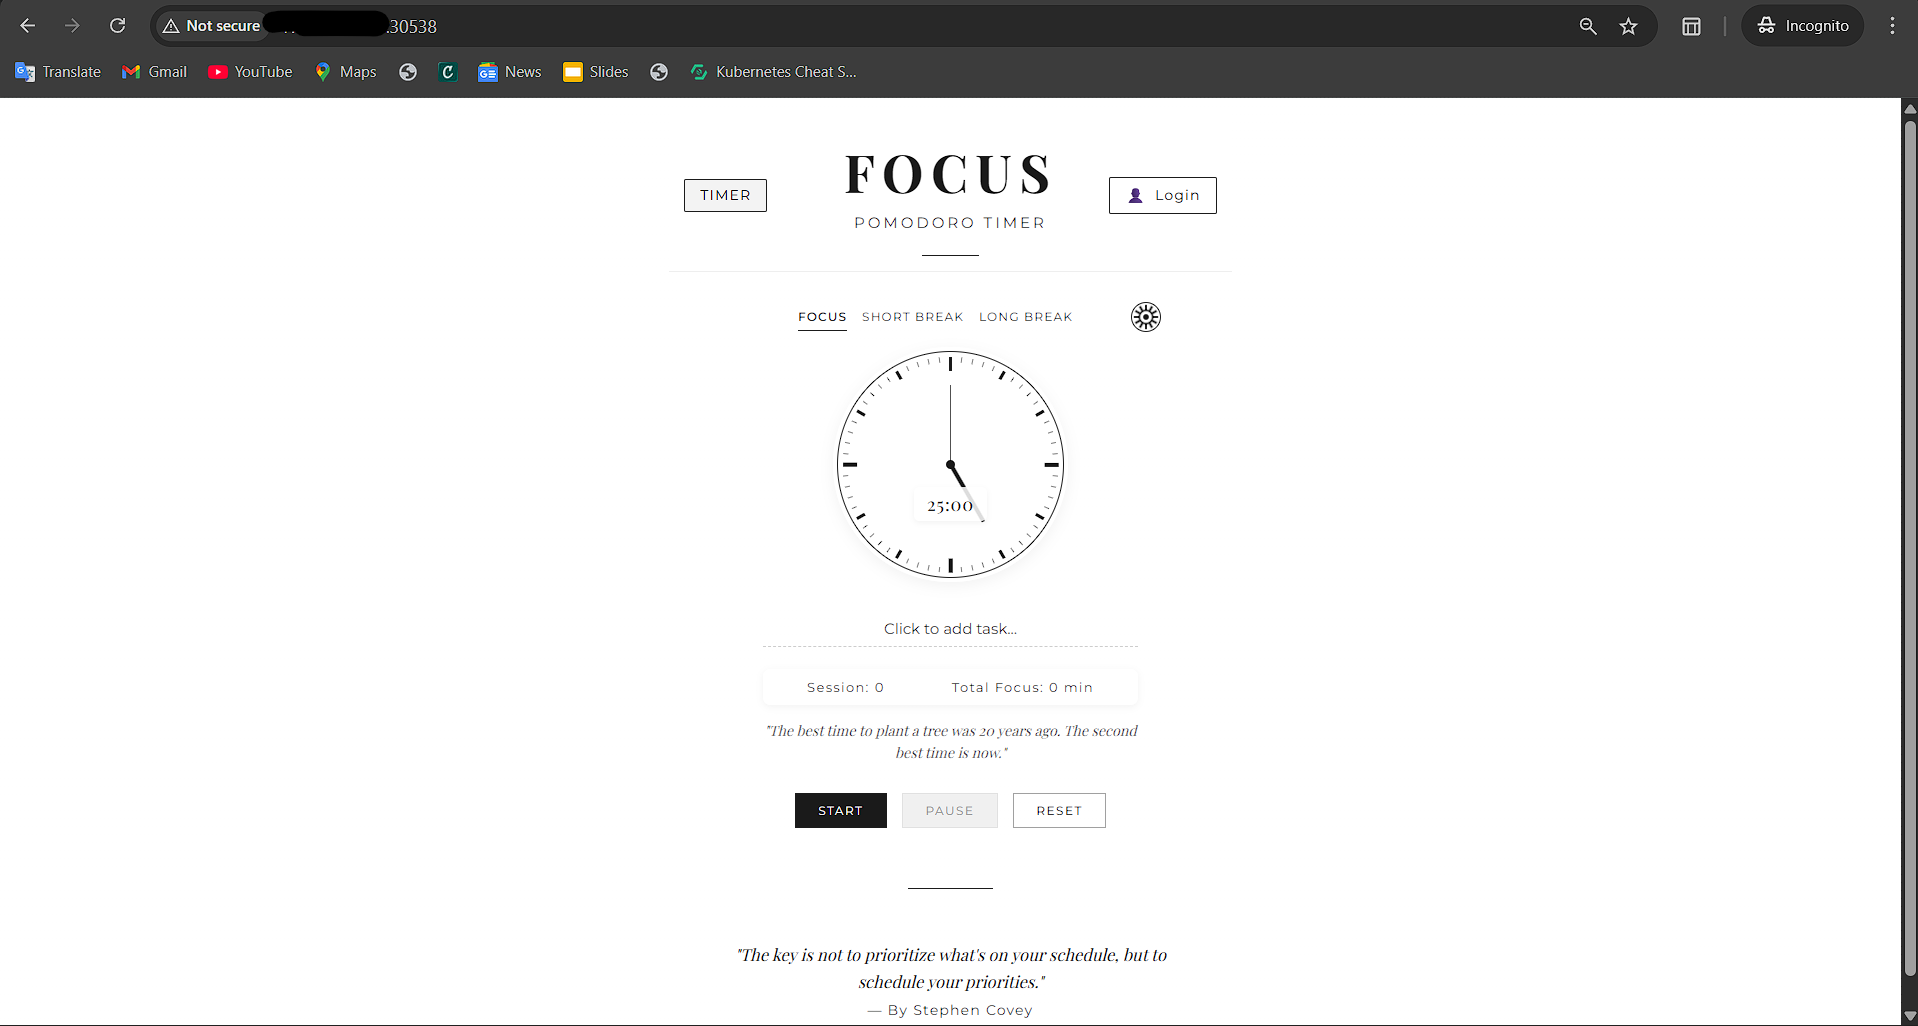 Not secure
.30538
Incognito
Translate
Gmail
YouTube
Maps
News
Slides
Kubernetes Cheat S...
FOCUS
TIMER
Login
POMODORO TIMER
FOCUS
SHORT BREAK
LONG BREAK
25:00
Click to add task...
Session: 0
Total Focus: 0 min
"The best time to plant a tree was 20 years ago. The second
best time is now."
START
PAUSE
RESET
"The key is not to prioritize what's on your schedule, but to
schedule your priorities."
— By Stephen Covey